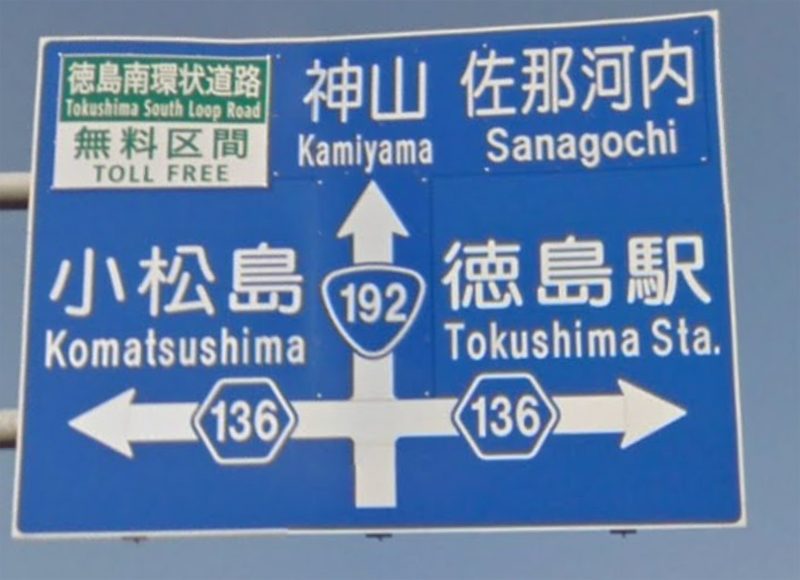 徳島南環状道路
Tokushima South Loop Road
無料区間
TOLL FREE
神山
Kamiyama
佐那河内
Sanagochi
小松島
Komatsushima
192
徳島駅
Tokushima Sta.
136
136